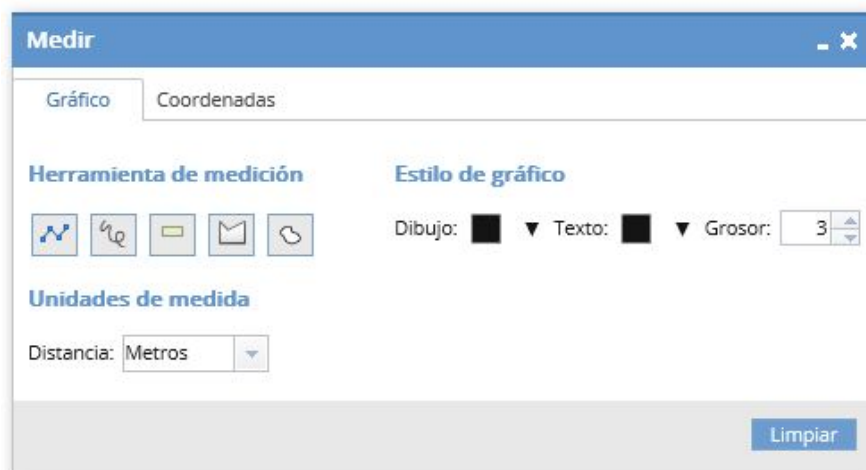 Medir
Gráfico Coordenadas
Herramienta de medición Estilo de gráfico
Dibujo: Texto: Grosor: 3
Unidades de medida
Distancia: Metros
Limpiar